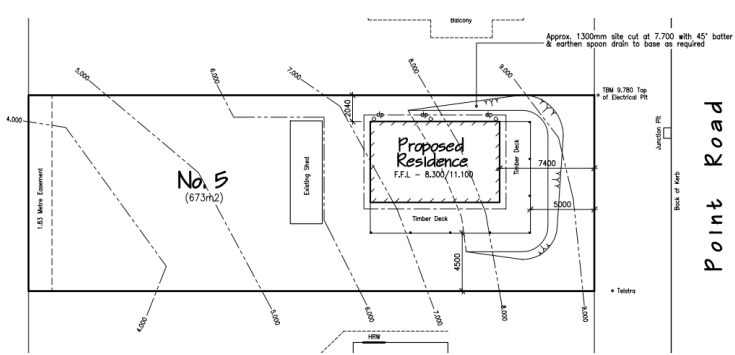 Balcony
Approx. 1300mm site cut at 7.700 with 45° batter
& earthen spoon drain to base as required
5.000
6.000
7.000
8.000
9.000
TBM 9.780 Top
of Electrical Pit
4.000
2040
dp
dp
dp
Junction Pit
Point Road
Proposed
Residence
F.F.L - 8.300/11.100
Timber Deck
Existing Shed
No. 5
(673m2)
1.83 Metre Easement
7400
5000
Back of Kerb
Timber Deck
4500
Telstra
4.000
5.000
6.000
7.000
8.000
9.000
HRW